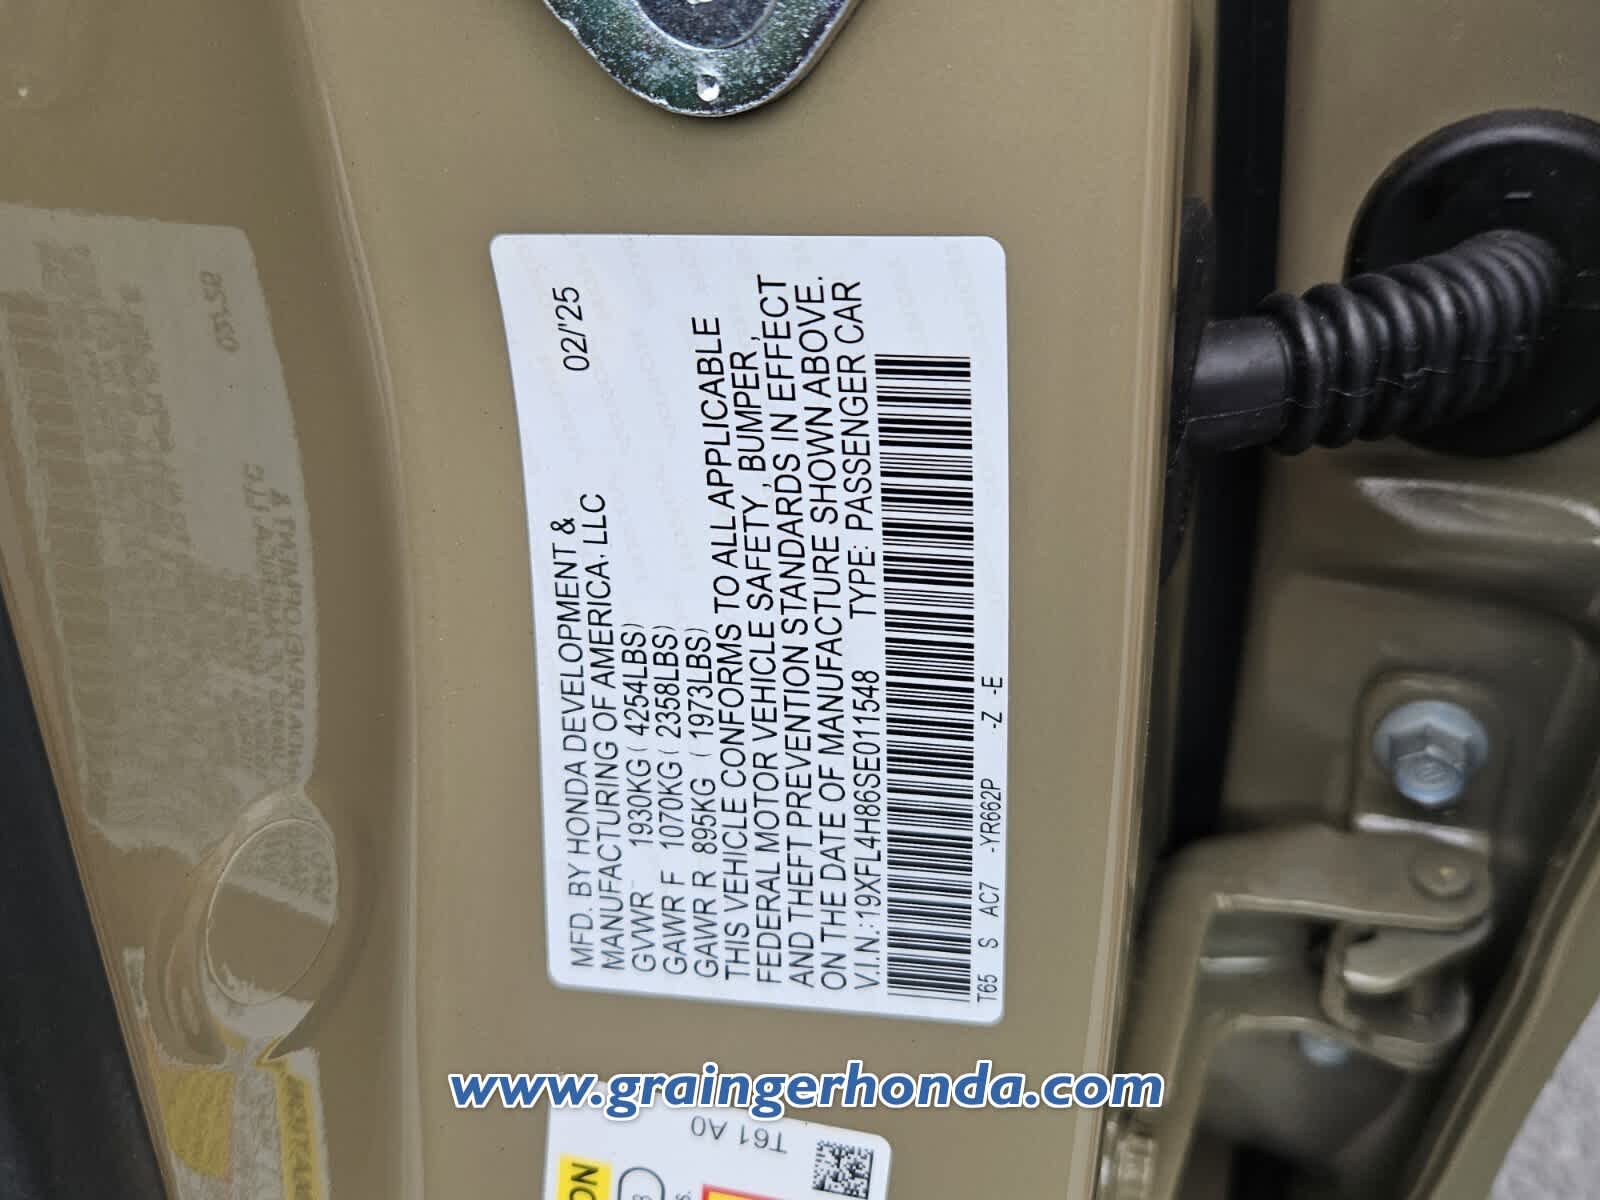 02/'25
MFD. BY HONDA DEVELOPMENT &
MANUFACTURING OF AMERICA, LLC
GVWR 1930KG ( 4254LBS)
GAWR F 1070KG ( 2358LBS)
GAWR R 895KG ( 1973LBS)
THIS VEHICLE CONFORMS TO ALL APPLICABLE
FEDERAL MOTOR VEHICLE SAFETY, BUMPER,
AND THEFT PREVENTION STANDARDS IN EFFECT
ON THE DATE OF MANUFACTURE SHOWN ABOVE.
V.I.N.:19XFL4H86SE011548 TYPE: PASSENGER CAR
T65 S AC7 -YR662P -Z -E
www.graingerhonda.com
T61 A0